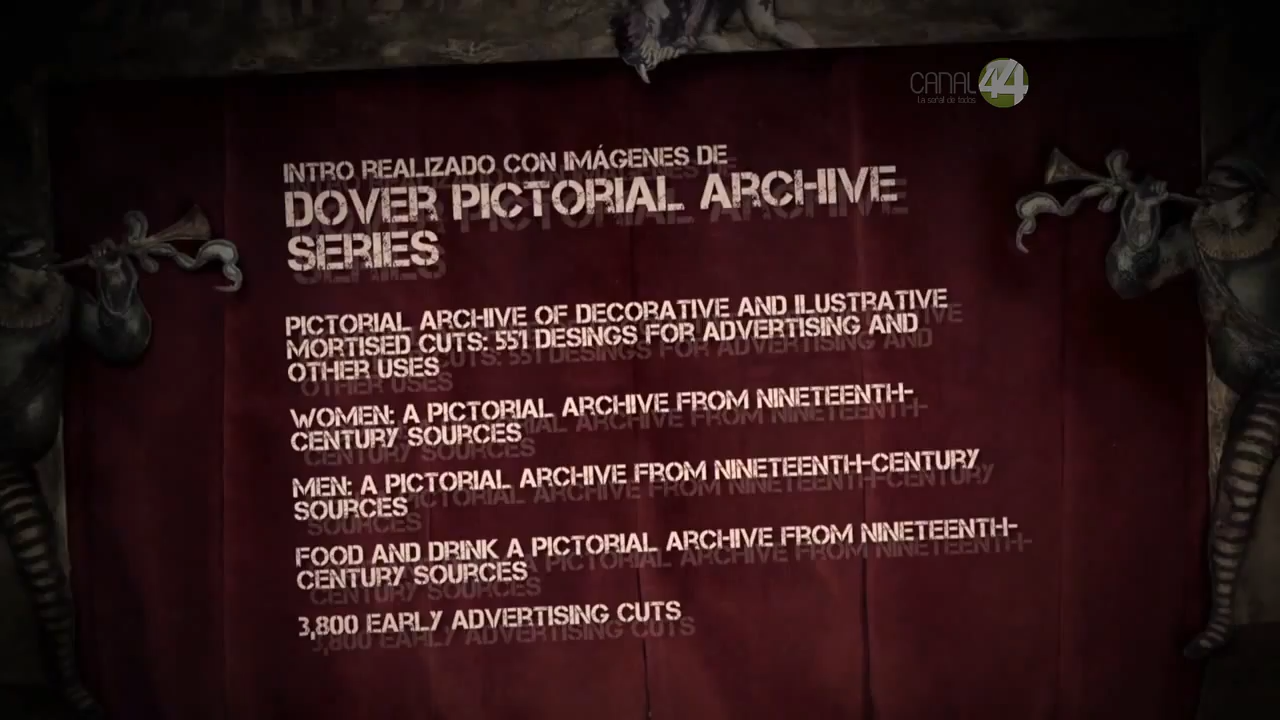 CANAL 44
La señal de todos
INTRO REALIZADO CON IMÁGENES DE
DOVER PICTORIAL ARCHIVE
SERIES
PICTORIAL ARCHIVE OF DECORATIVE AND ILUSTRATIVE
MORTISED CUTS: 551 DESINGS FOR ADVERTISING AND
OTHER USES
WOMEN: A PICTORIAL ARCHIVE FROM NINETEENTH-
CENTURY SOURCES
MEN: A PICTORIAL ARCHIVE FROM NINETEENTH-CENTURY
SOURCES
FOOD AND DRINK A PICTORIAL ARCHIVE FROM NINETEENTH-
CENTURY SOURCES
3,800 EARLY ADVERTISING CUTS